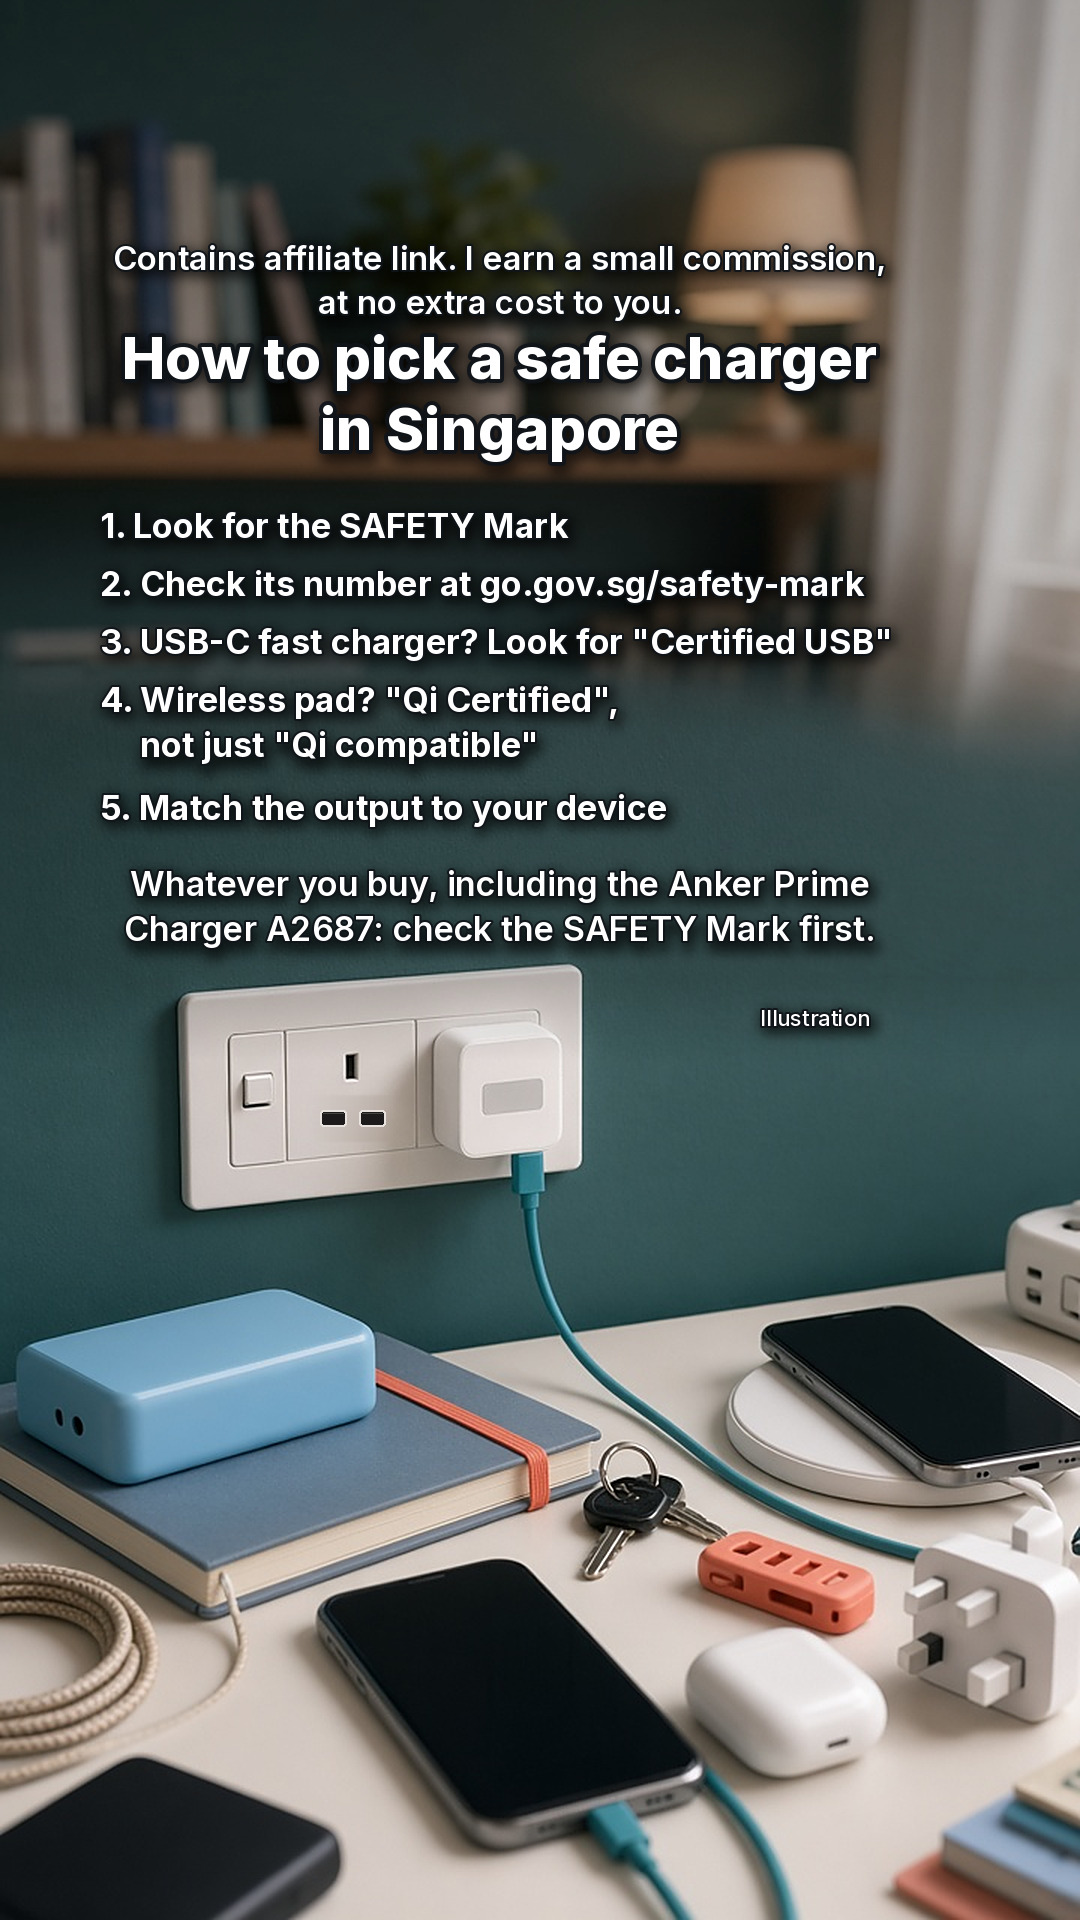 Contains affiliate link. I earn a small commission,
at no extra cost to you.
How to pick a safe charger
in Singapore
1. Look for the SAFETY Mark
2. Check its number at go.gov.sg/safety-mark
3. USB-C fast charger? Look for "Certified USB"
4. Wireless pad? "Qi Certified",
not just "Qi compatible"
5. Match the output to your device
Whatever you buy, including the Anker Prime
Charger A2687: check the SAFETY Mark first.
Illustration